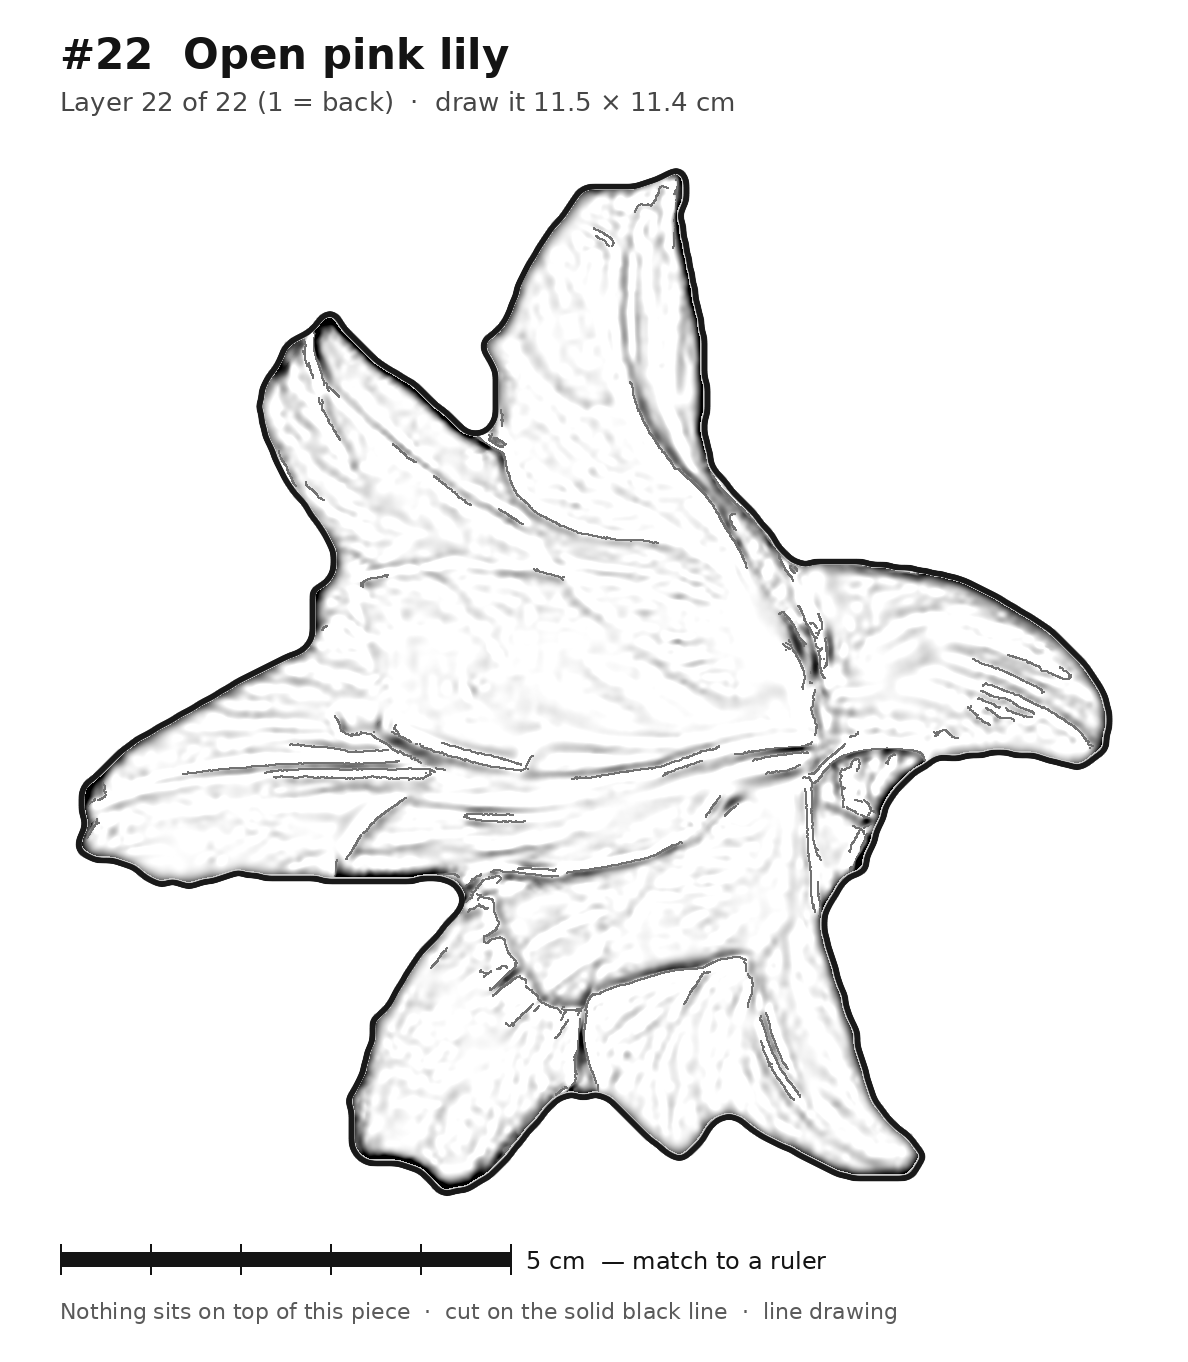 #22  Open pink lily
Layer 22 of 22 (1 = back)  ·  draw it 11.5 × 11.4 cm
5 cm  — match to a ruler
Nothing sits on top of this piece  ·  cut on the solid black line  ·  line drawing